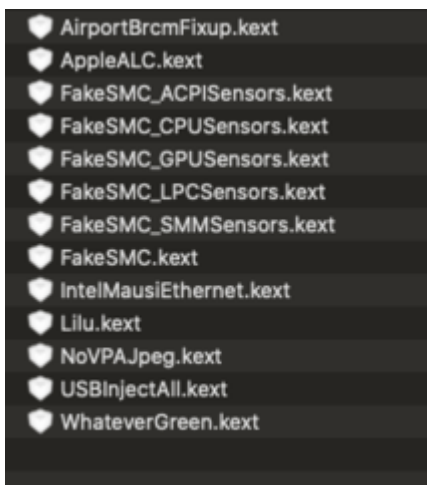 AirportBrcmFixup.kext
AppleALC.kext
FakeSMC_ACPISensors.kext
FakeSMC_CPUSensors.kext
FakeSMC_GPUSensors.kext
FakeSMC_LPCSensors.kext
FakeSMC_SMMSensors.kext
FakeSMC.kext
IntelMausiEthernet.kext
Lilu.kext
NoVPAJpeg.kext
USBInjectAll.kext
WhateverGreen.kext